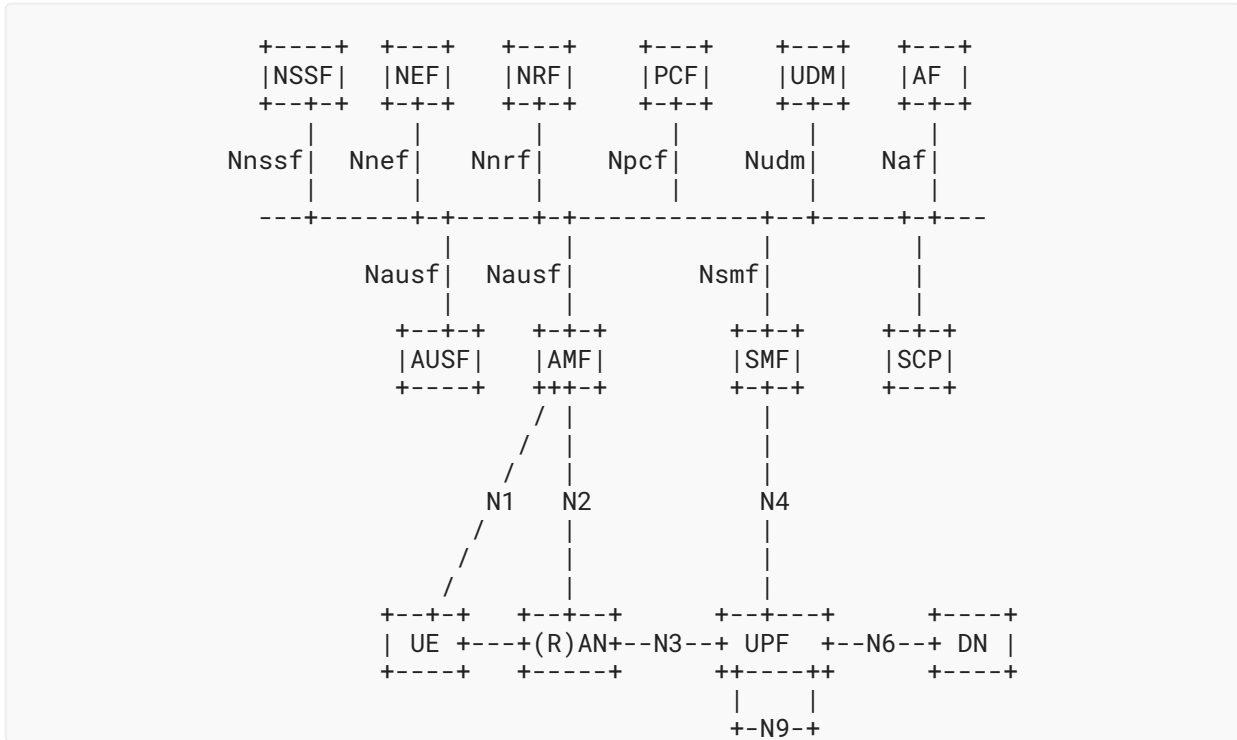 +----+  +---+   +---+    +---+    +---+   +---+
|NSSF|  |NEF|   |NRF|    |PCF|    |UDM|   |AF |
+--+-+  +-+-+   +-+-+    +-+-+    +-+-+   +-+-+
|      |       |        |        |       |
Nnssf|  Nnef|   Nnrf|    Npcf|    Nudm|   Naf|
|      |       |        |        |       |
---+------+-+-----+-+------------+--+-----+-+---
|       |            |         |
Nausf|  Nausf|        Nsmf|         |
|       |            |         |
+--+-+   +-+-+        +-+-+     +-+-+
|AUSF|   |AMF|        |SMF|     |SCP|
+----+   +++-+        +-+-+     +---+
/ |            |
/  |            |
/   |            |
N1   N2           N4
/     |            |
/      |            |
/       |            |
+--+-+   +--+--+      +--+---+      +----+
| UE +---+(R)AN+--N3--+ UPF  +--N6--+ DN |
+----+   +-----+      ++----++      +----+
|    |
+-N9-+